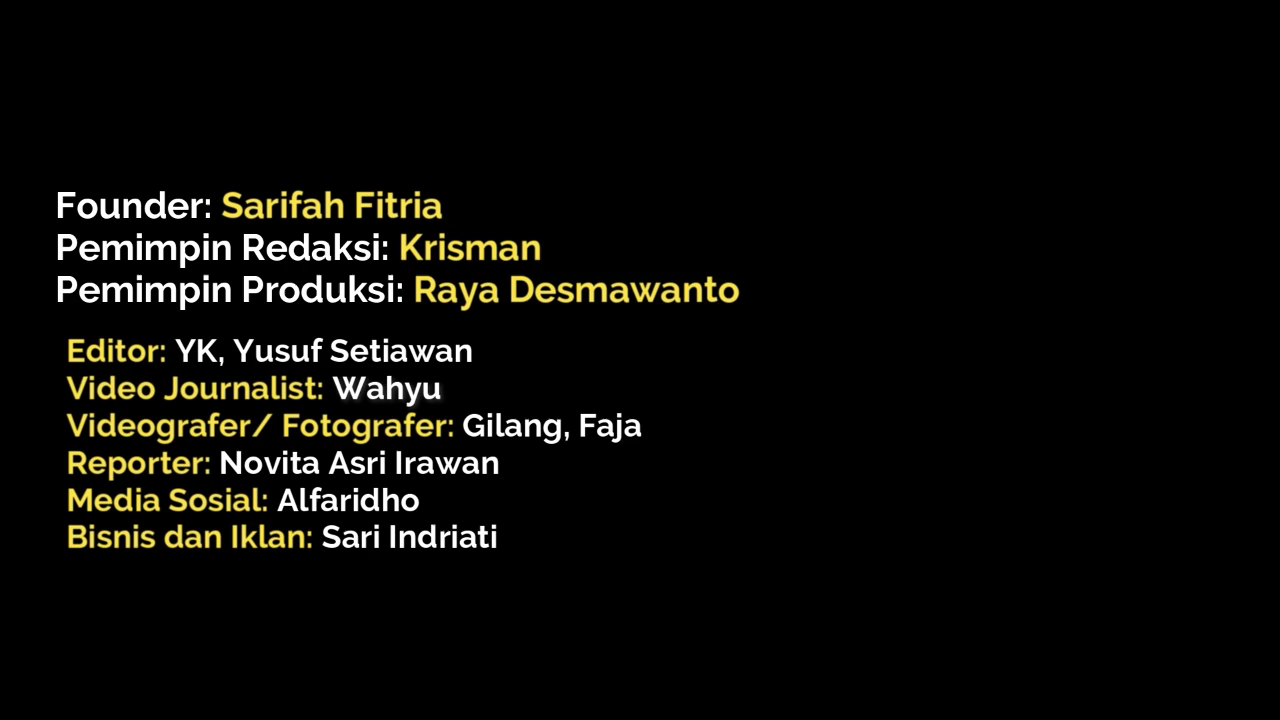 Founder: Sarifah Fitria
Pemimpin Redaksi: Krisman
Pemimpin Produksi: Raya Desmawanto
Editor: YK, Yusuf Setiawan
Video Journalist: Wahyu
Videografer/ Fotografer: Gilang, Faja
Reporter: Novita Asri Irawan
Media Sosial: Alfaridho
Bisnis dan Iklan: Sari Indriati